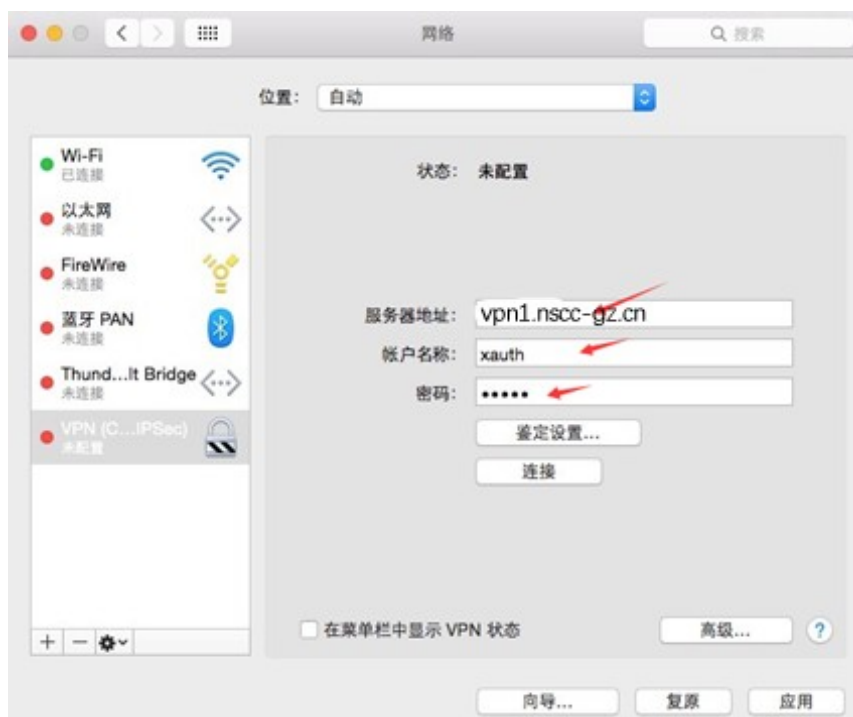 网络
搜索
位置：
自动
Wi-Fi
已连接
以太网
未连接
FireWire
未连接
蓝牙 PAN
未连接
Thund...lt Bridge
未连接
VPN (C...IPSec)
未配置
状态：
未配置
服务器地址：
vpn1.nscc-gz.cn
帐户名称：
xauth
密码：
•••••
鉴定设置...
连接
在菜单栏中显示 VPN 状态
高级...
?
向导...
复原
应用